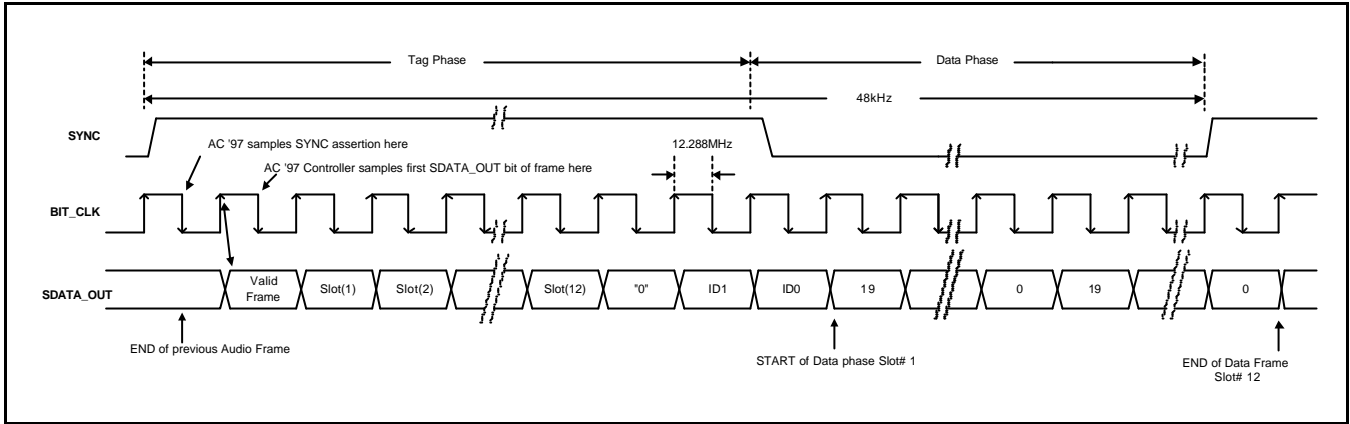 Tag Phase
Data Phase
48kHz
SYNC
AC '97 samples SYNC assertion here
12.288MHz
AC '97 Controller samples first SDATA_OUT bit of frame here
BIT_CLK
SDATA_OUT
Valid
Frame
Slot(1)
Slot(2)
Slot(12)
"0"
ID1
ID0
19
0
19
0
END of previous Audio Frame
START of Data phase Slot# 1
END of Data Frame
Slot# 12